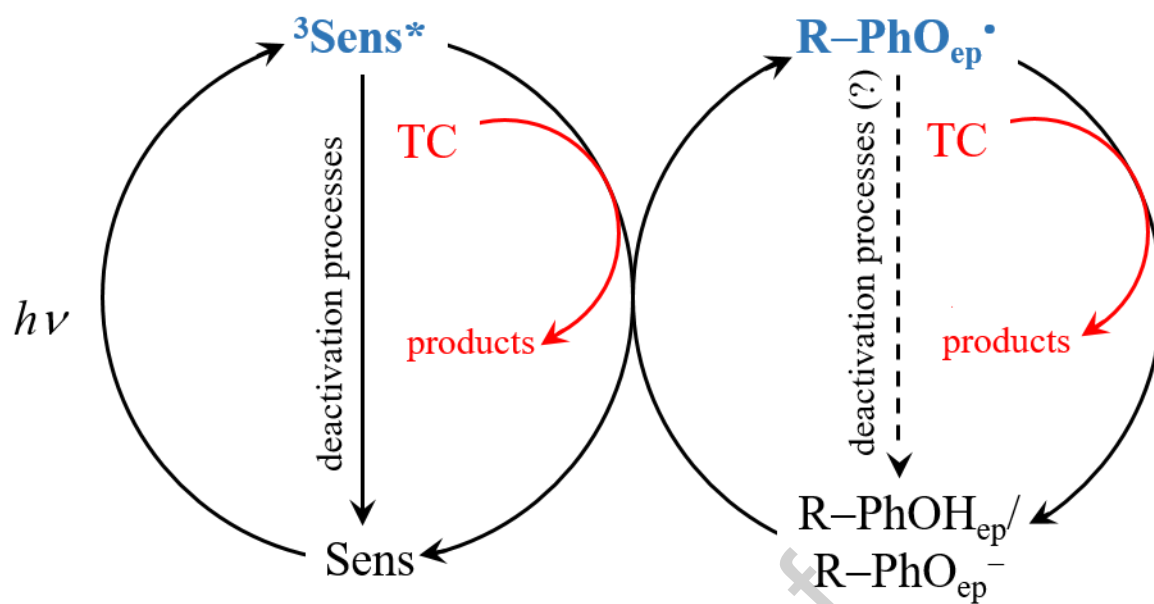 ³Sens*
R–PhOₑₚ•
TC
TC
deactivation processes
deactivation processes (?)
hν
products
products
Sens
R–PhOHₑₚ/
R–PhOₑₚ⁻
f